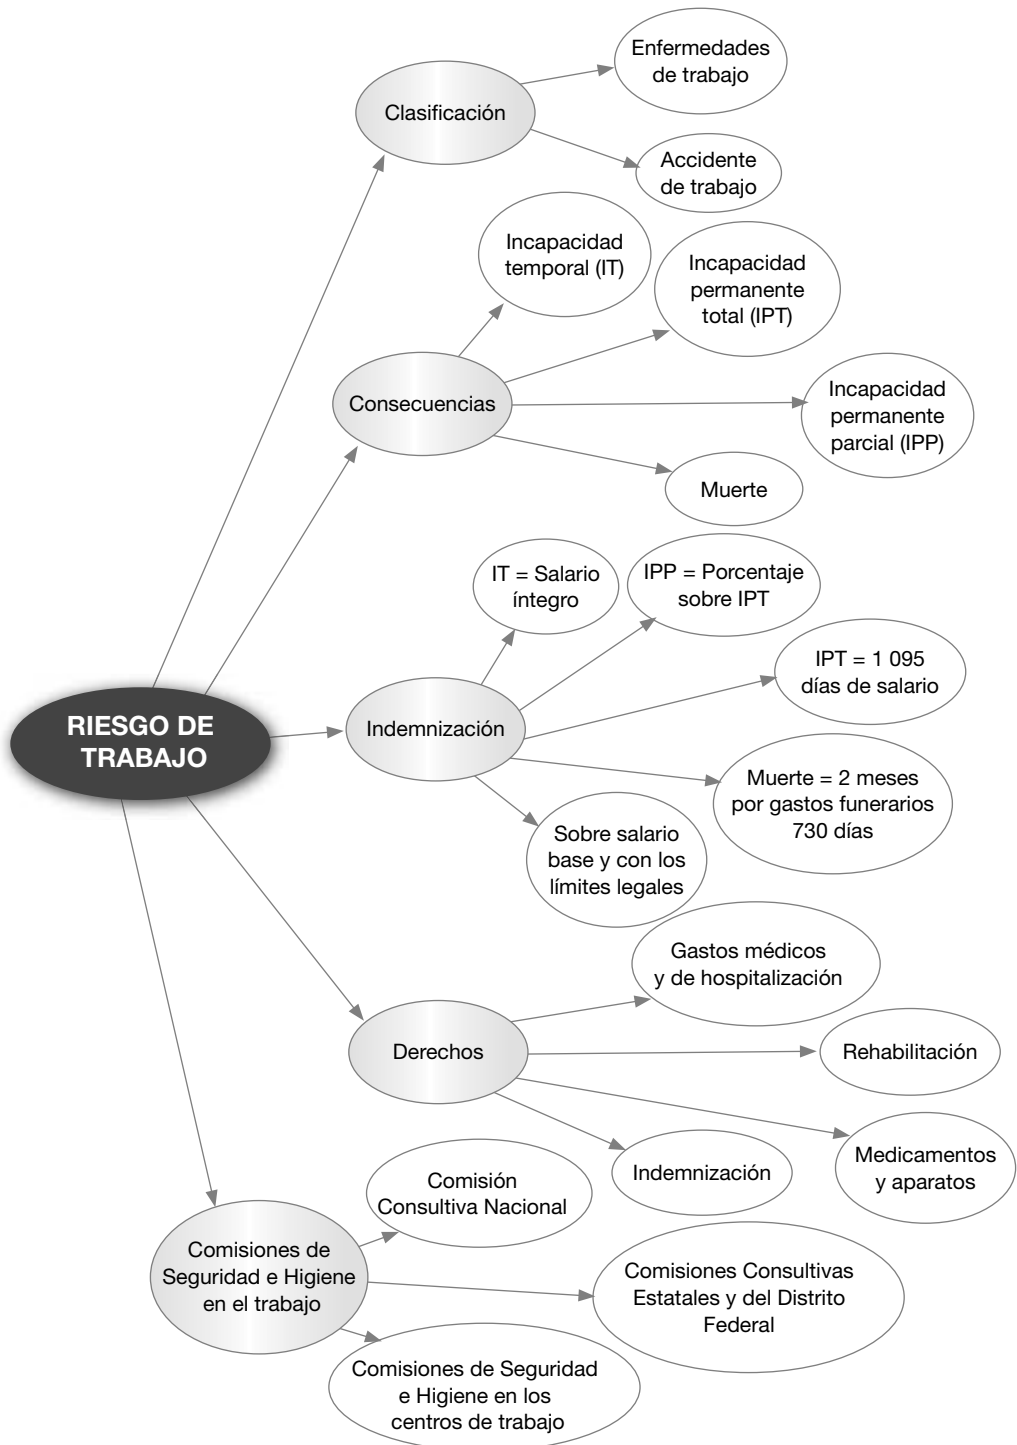 Enfermedades
de trabajo
Clasificación
Accidente
de trabajo
Incapacidad
temporal (IT)
Incapacidad
permanente
total (IPT)
Consecuencias
Incapacidad
permanente
parcial (IPP)
Muerte
IT = Salario
íntegro
IPP = Porcentaje
sobre IPT
IPT = 1 095
días de salario
RIESGO DE
TRABAJO
Indemnización
Muerte = 2 meses
por gastos funerarios
730 días
Sobre salario
base y con los
límites legales
Gastos médicos
y de hospitalización
Derechos
Rehabilitación
Medicamentos
y aparatos
Indemnización
Comisión
Consultiva Nacional
Comisiones de
Seguridad e Higiene
en el trabajo
Comisiones Consultivas
Estatales y del Distrito
Federal
Comisiones de Seguridad
e Higiene en los
centros de trabajo